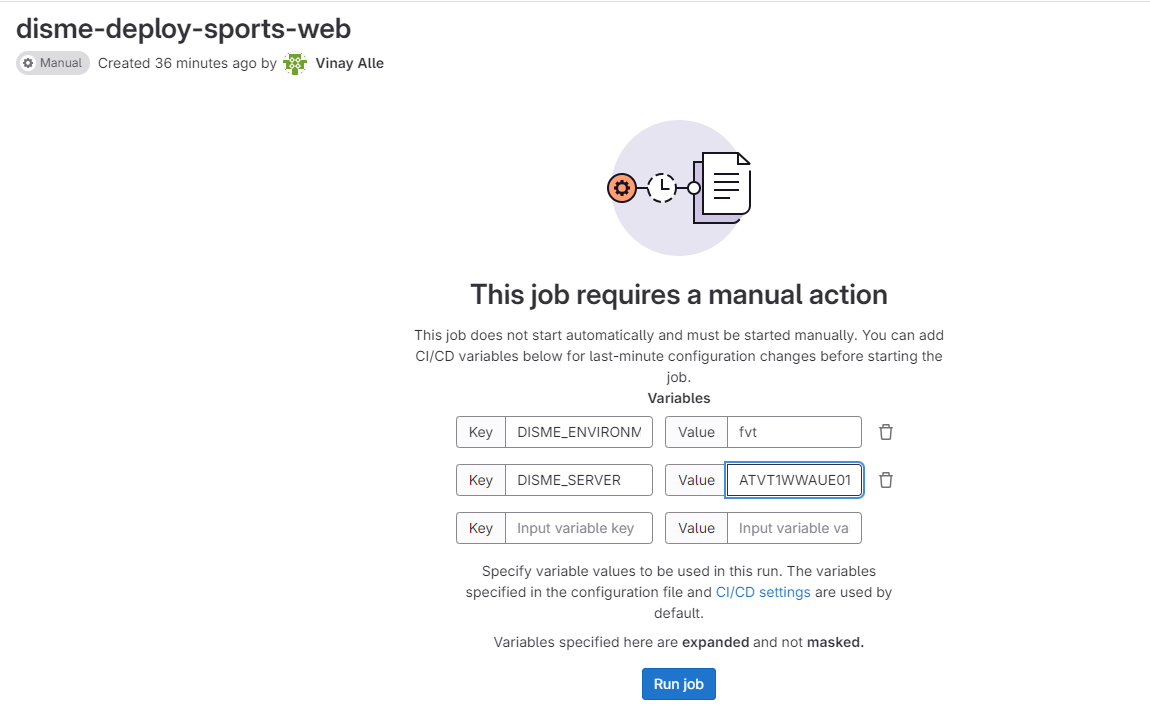 disme-deploy-sports-web
Manual Created 36 minutes ago by Vinay Alle
This job requires a manual action
This job does not start automatically and must be started manually. You can add
CI/CD variables below for last-minute configuration changes before starting the
job.
Variables
Key DISME_ENVIRONM Value fvt
Key DISME_SERVER Value ATVT1WWAUE01
Key Input variable key Value Input variable va
Specify variable values to be used in this run. The variables
specified in the configuration file and CI/CD settings are used by
default.
Variables specified here are expanded and not masked.
Run job